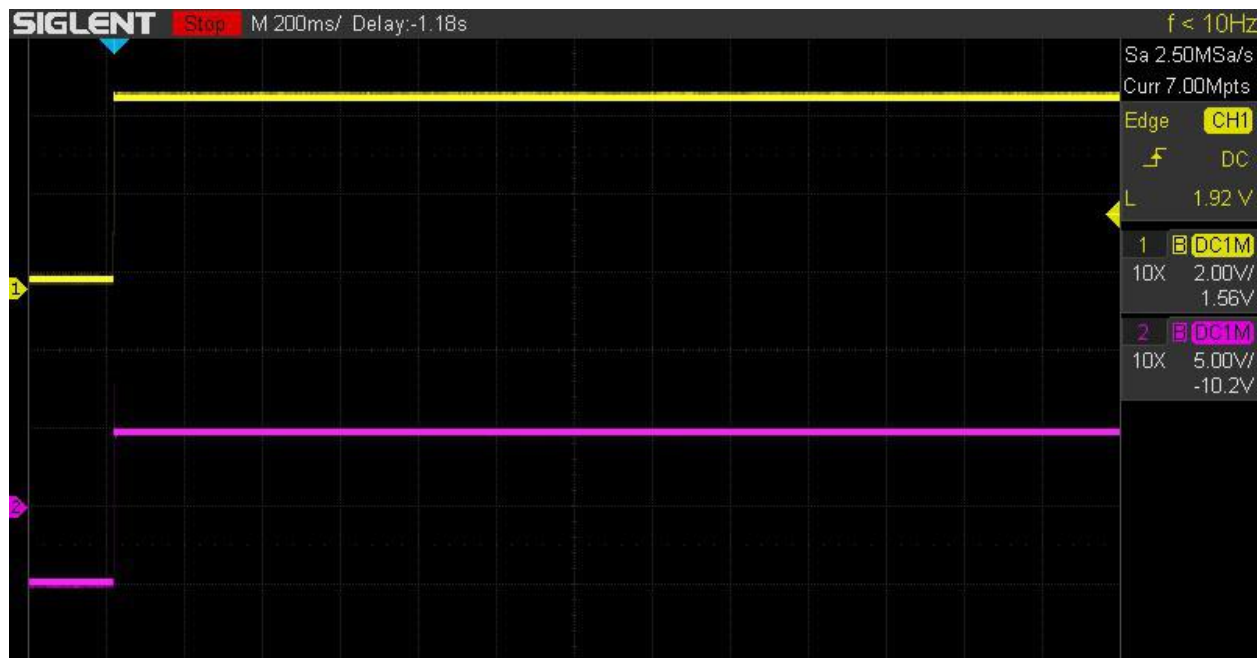 SIGLENT Stop M 200ms/ Delay:-1.18s f < 10Hz
Sa 2.50MSa/s
Curr 7.00Mpts
Edge CH1
DC
L 1.92 V
1 B DC1M
10X 2.00V/
1.56V
2 B DC1M
10X 5.00V/
-10.2V
1
2